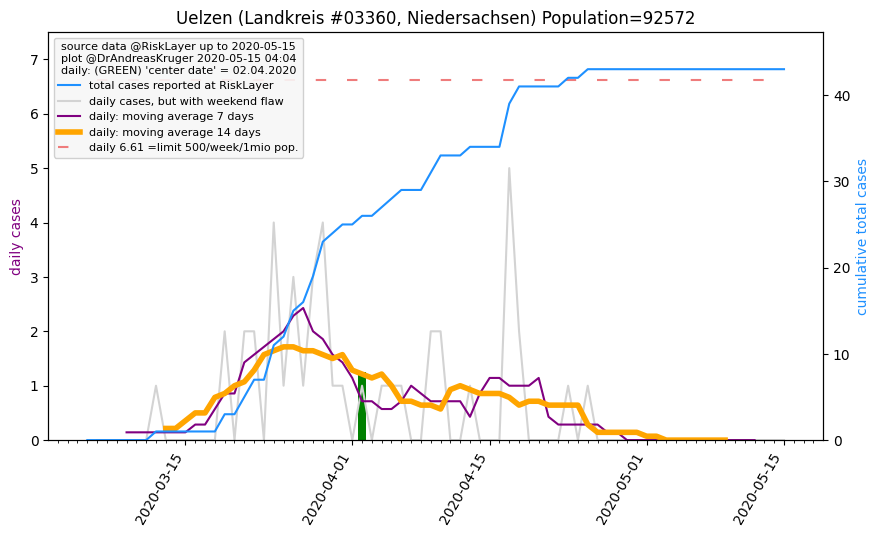 Uelzen (Landkreis #03360, Niedersachsen) Population=92572
source data @RiskLayer up to 2020-05-15
plot @DrAndreasKruger 2020-05-15 04:04
daily: (GREEN) 'center date' = 02.04.2020
total cases reported at RiskLayer
daily cases, but with weekend flaw
daily: moving average 7 days
daily: moving average 14 days
daily 6.61 =limit 500/week/1mio pop.
daily cases
7
6
5
4
3
2
1
0
cumulative total cases
40
30
20
10
0
2020-03-15
2020-04-01
2020-04-15
2020-05-01
2020-05-15